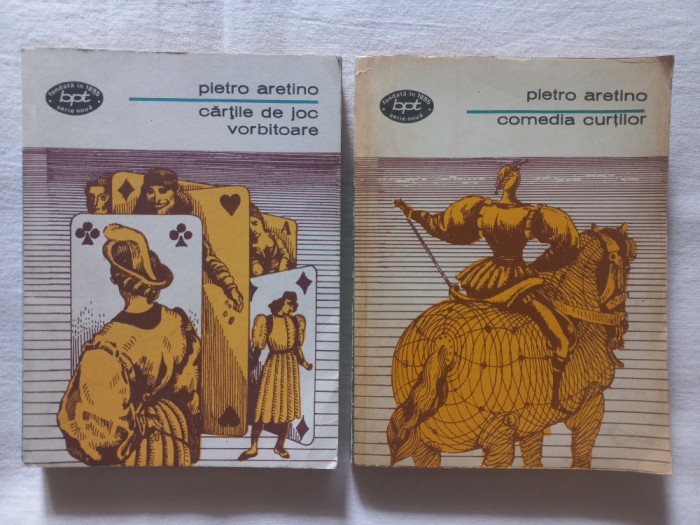 fondată în 1895
bpt
serie nouă
pietro aretino
cărțile de joc
vorbitoare
fondată în 1895
bpt
serie nouă
pietro aretino
comedia curților